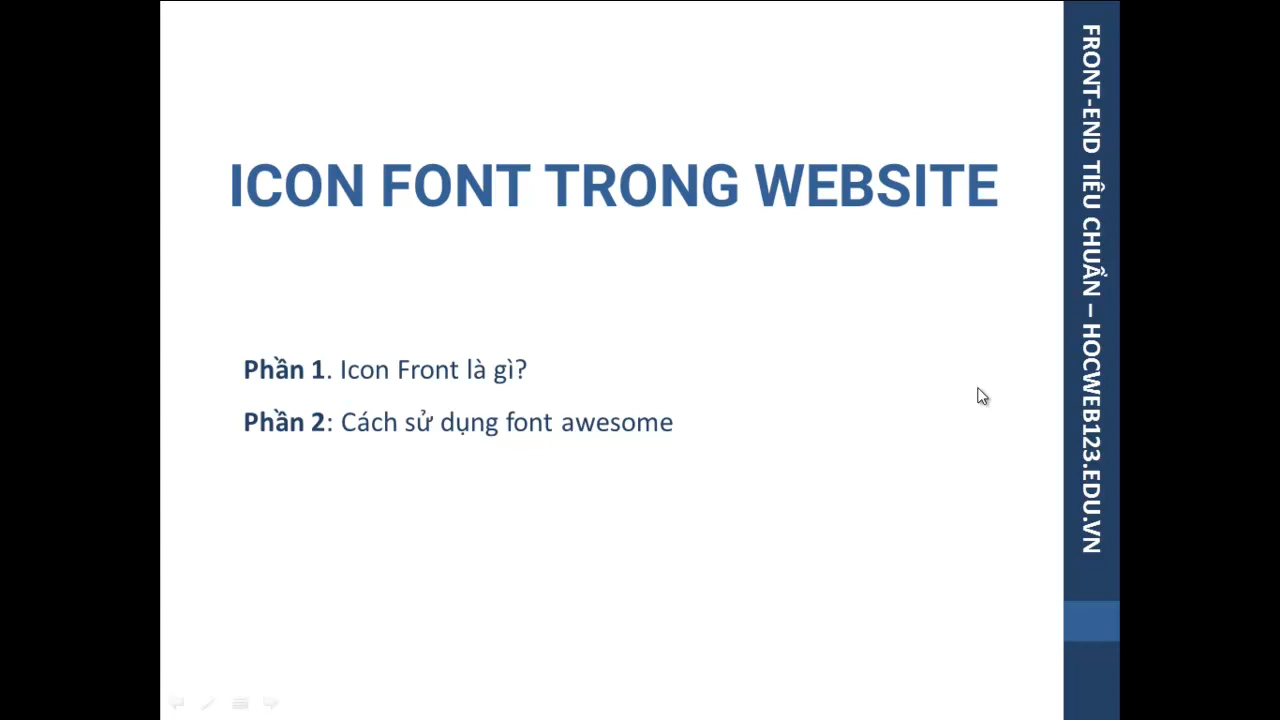 ICON FONT TRONG WEBSITE
Phần 1. Icon Front là gì?
Phần 2: Cách sử dụng font awesome
FRONT-END TIÊU CHUẨN – HOCWEB123.EDU.VN